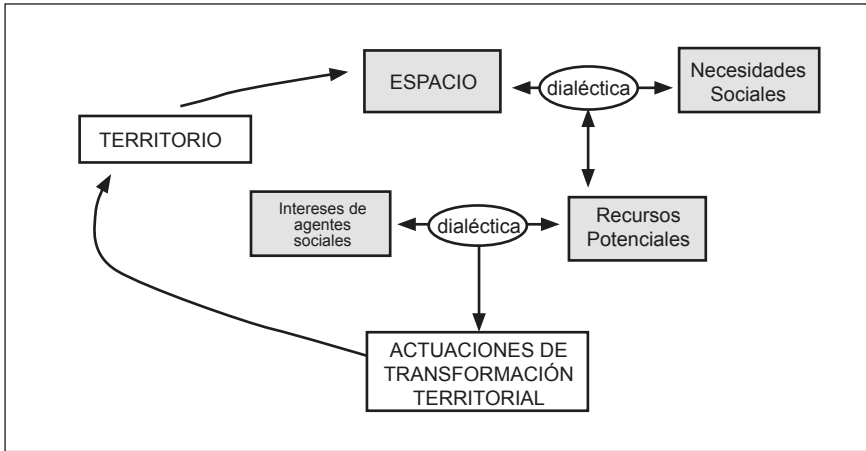 ESPACIO
dialéctica
Necesidades
Sociales
TERRITORIO
Intereses de
agentes
sociales
dialéctica
Recursos
Potenciales
ACTUACIONES DE
TRANSFORMACIÓN
TERRITORIAL